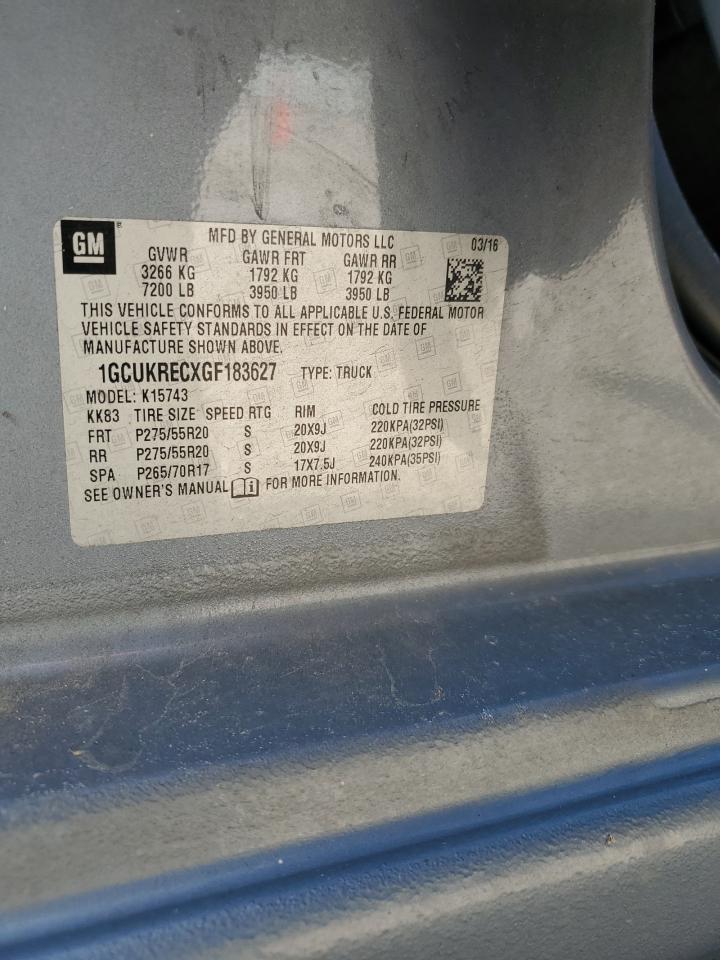 GM
MFD BY GENERAL MOTORS LLC 03/16
GVWR GAWR FRT GAWR RR
3266 KG 1792 KG 1792 KG
7200 LB 3950 LB 3950 LB
THIS VEHICLE CONFORMS TO ALL APPLICABLE U.S. FEDERAL MOTOR
VEHICLE SAFETY STANDARDS IN EFFECT ON THE DATE OF
MANUFACTURE SHOWN ABOVE.
1GCUKRECXGF183627 TYPE: TRUCK
MODEL: K15743
KK83 TIRE SIZE SPEED RTG RIM COLD TIRE PRESSURE
FRT P275/55R20 S 20X9J 220KPA(32PSI)
RR P275/55R20 S 20X9J 220KPA(32PSI)
SPA P265/70R17 S 17X7.5J 240KPA(35PSI)
SEE OWNER'S MANUAL i FOR MORE INFORMATION.